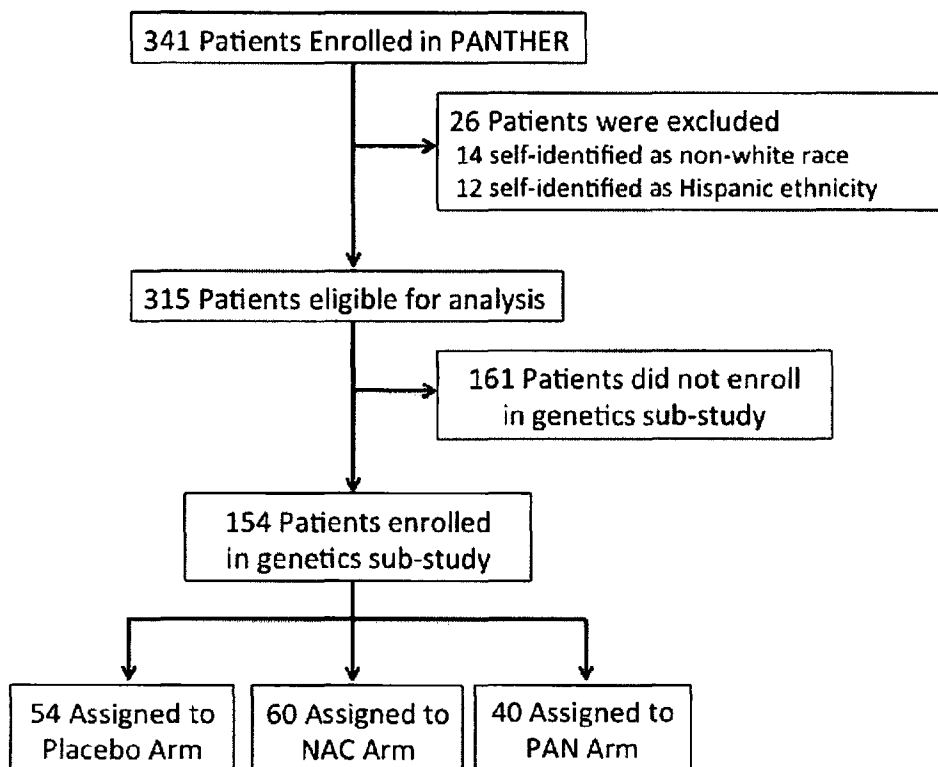 341 Patients Enrolled in PANTHER
26 Patients were excluded
14 self-identified as non-white race
12 self-identified as Hispanic ethnicity
315 Patients eligible for analysis
161 Patients did not enroll
in genetics sub-study
154 Patients enrolled
in genetics sub-study
54 Assigned to
Placebo Arm
60 Assigned to
NAC Arm
40 Assigned to
PAN Arm